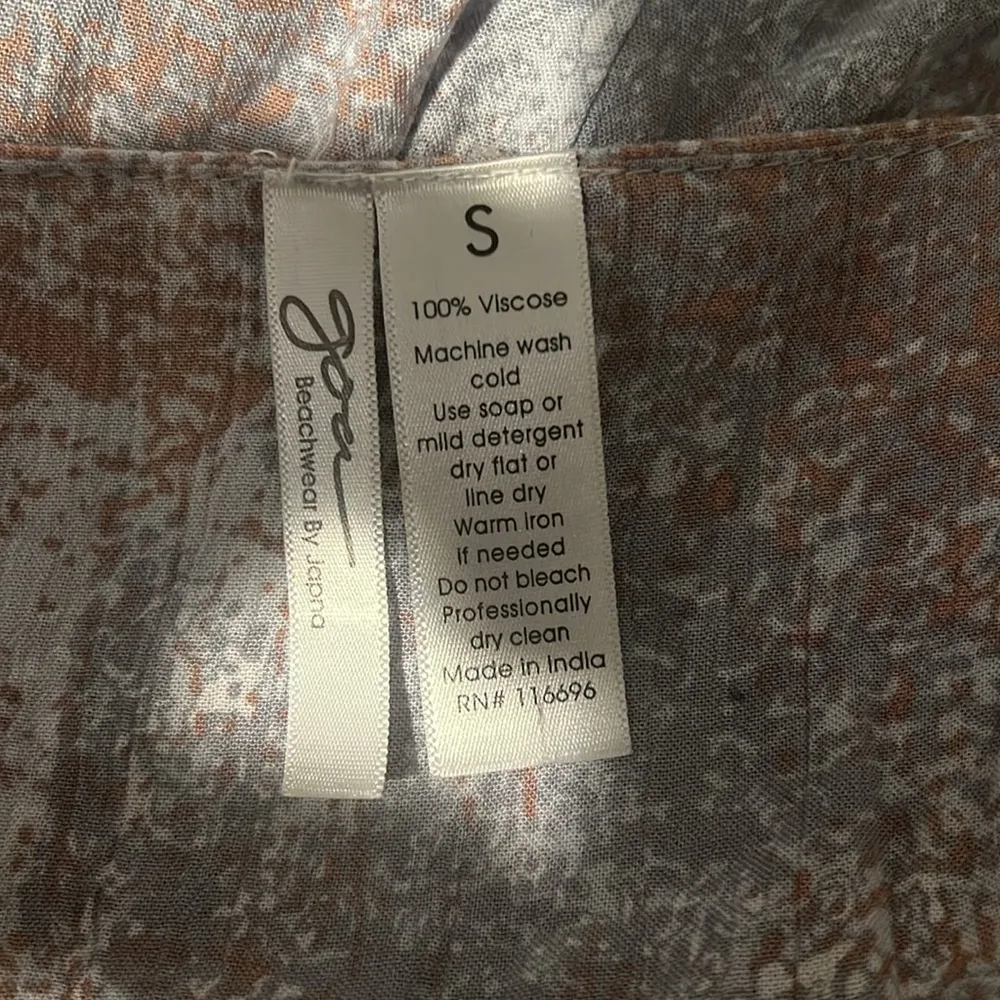 Goa
Beachwear By Japna
S
100% Viscose
Machine wash
cold
Use soap or
mild detergent
dry flat or
line dry
Warm iron
if needed
Do not bleach
Professionally
dry clean
Made in India
RN# 116696